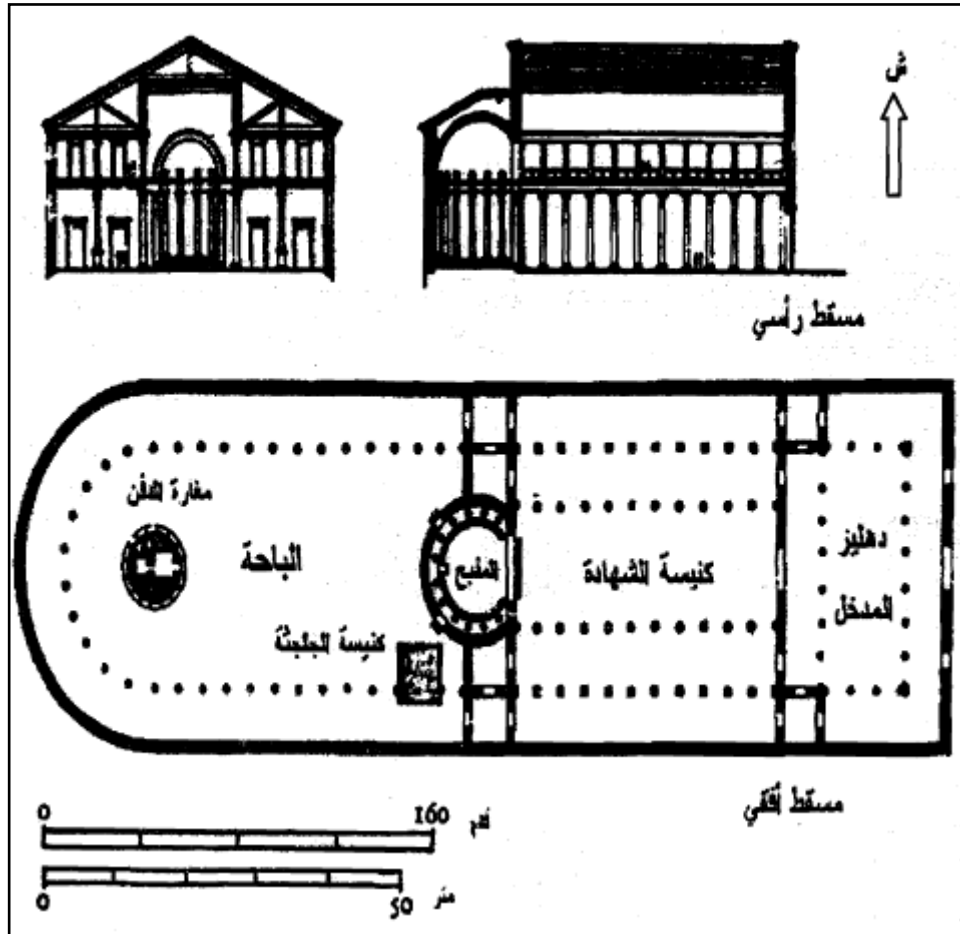 ش
مسقط رأسي
مغارة الدفن
الباحة
المذبح
كنيسة الشهادة
دهليز
المدخل
كنيسة الجلجثة
مسقط أفقي
0 160 قدم
0 50 متر